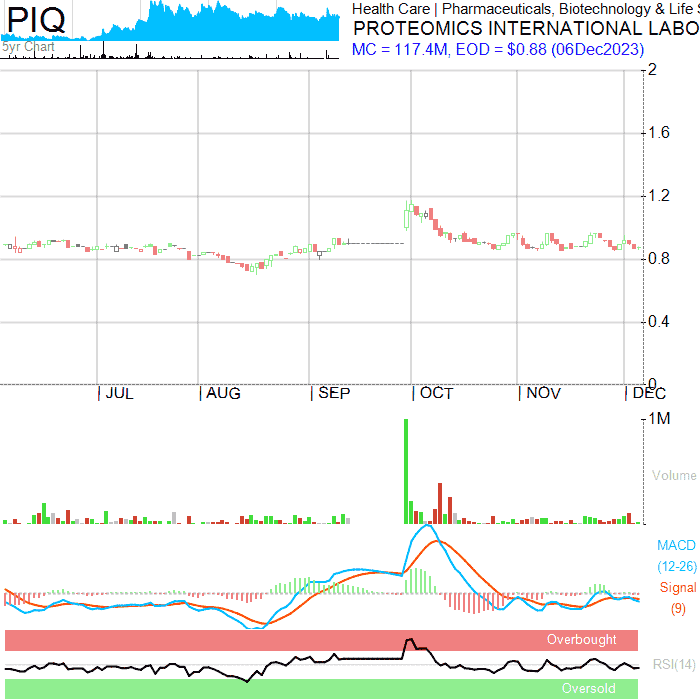 PIQ
5yr Chart
Health Care | Pharmaceuticals, Biotechnology & Life S
PROTEOMICS INTERNATIONAL LABO
MC = 117.4M, EOD = $0.88 (06Dec2023)
2
1.6
1.2
0.8
0.4
0
| JUL | AUG | SEP | OCT | NOV | DEC
1M
Volume
MACD
(12-26)
Signal
(9)
Overbought
RSI(14)
Oversold